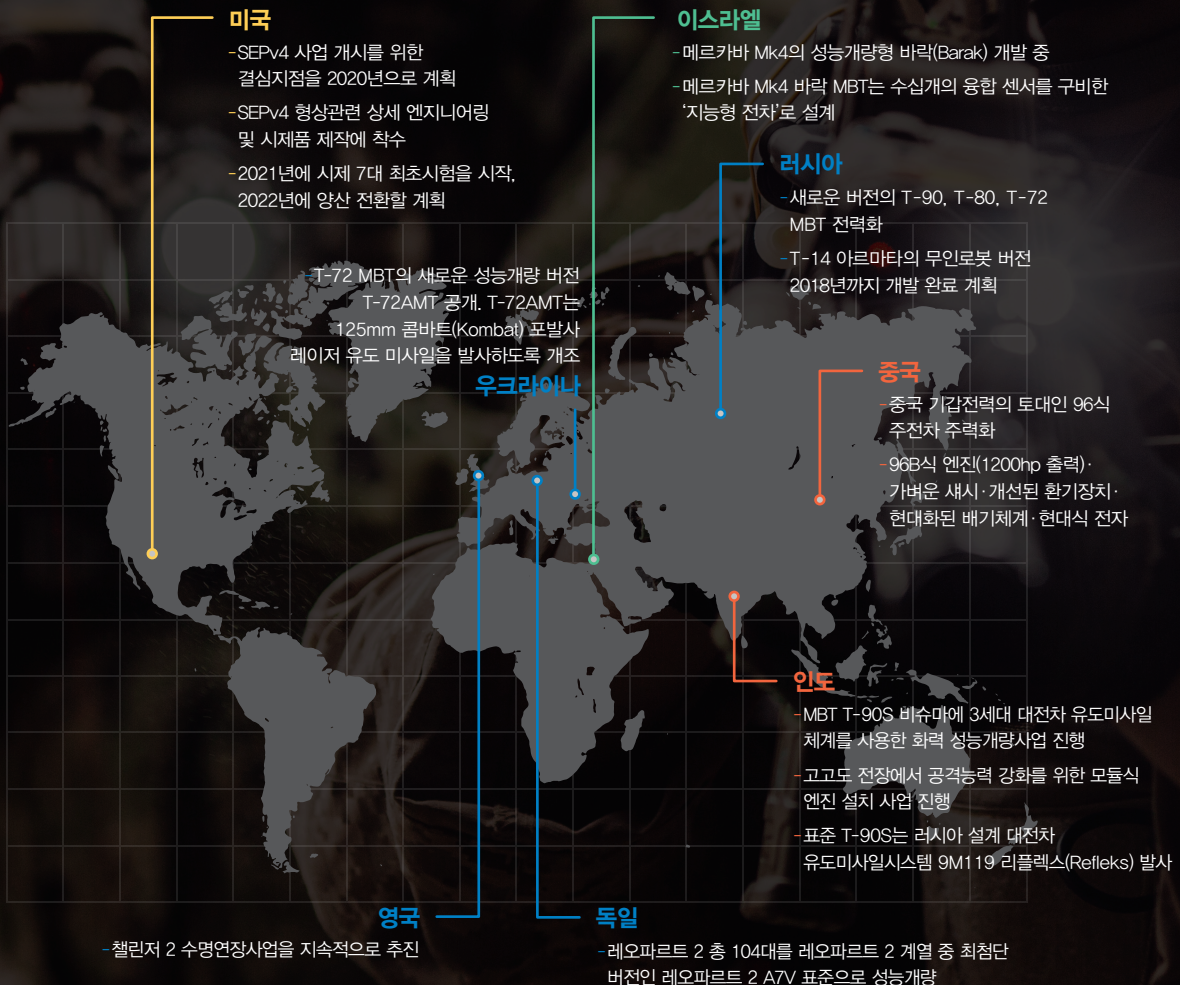 미국
-SEPv4 사업 개시를 위한
결심지점을 2020년으로 계획
-SEPv4 형상관련 상세 엔지니어링
및 시제품 제작에 착수
-2021년에 시제 7대 최초시험을 시작,
2022년에 양산 전환할 계획
이스라엘
-메르카바 Mk4의 성능개량형 바락(Barak) 개발 중
-메르카바 Mk4 바락 MBT는 수십개의 융합 센서를 구비한
‘지능형 전차’로 설계
러시아
-새로운 버전의 T-90, T-80, T-72
MBT 전력화
-T-14 아르마타의 무인로봇 버전
2018년까지 개발 완료 계획
T-72 MBT의 새로운 성능개량 버전
T-72AMT 공개. T-72AMT는
125mm 콤바트(Kombat) 포발사
레이저 유도 미사일을 발사하도록 개조
우크라이나
중국
-중국 기갑전력의 토대인 96식
주전차 주력화
-96B식 엔진(1200hp 출력)·
가벼운 섀시·개선된 환기장치·
현대화된 배기체계·현대식 전자
인도
-MBT T-90S 비슈마에 3세대 대전차 유도미사일
체계를 사용한 화력 성능개량사업 진행
-고고도 전장에서 공격능력 강화를 위한 모듈식
엔진 설치 사업 진행
-표준 T-90S는 러시아 설계 대전차
유도미사일시스템 9M119 리플렉스(Refleks) 발사
영국
-챌린저 2 수명연장사업을 지속적으로 추진
독일
-레오파르트 2 총 104대를 레오파르트 2 계열 중 최첨단
버전인 레오파르트 2 A7V 표준으로 성능개량